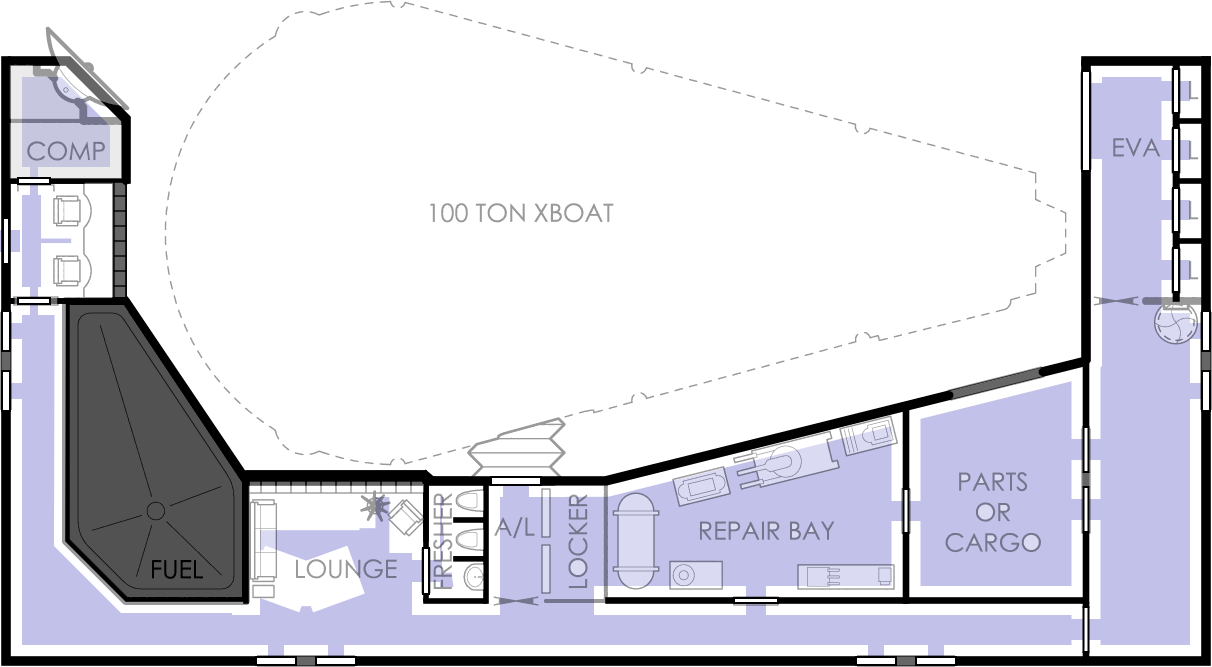 COMP
EVA
100 TON XBOAT
PARTS
OR
CARGO
A/L
REPAIR BAY
FRESHER
LOCKER
FUEL
LOUNGE